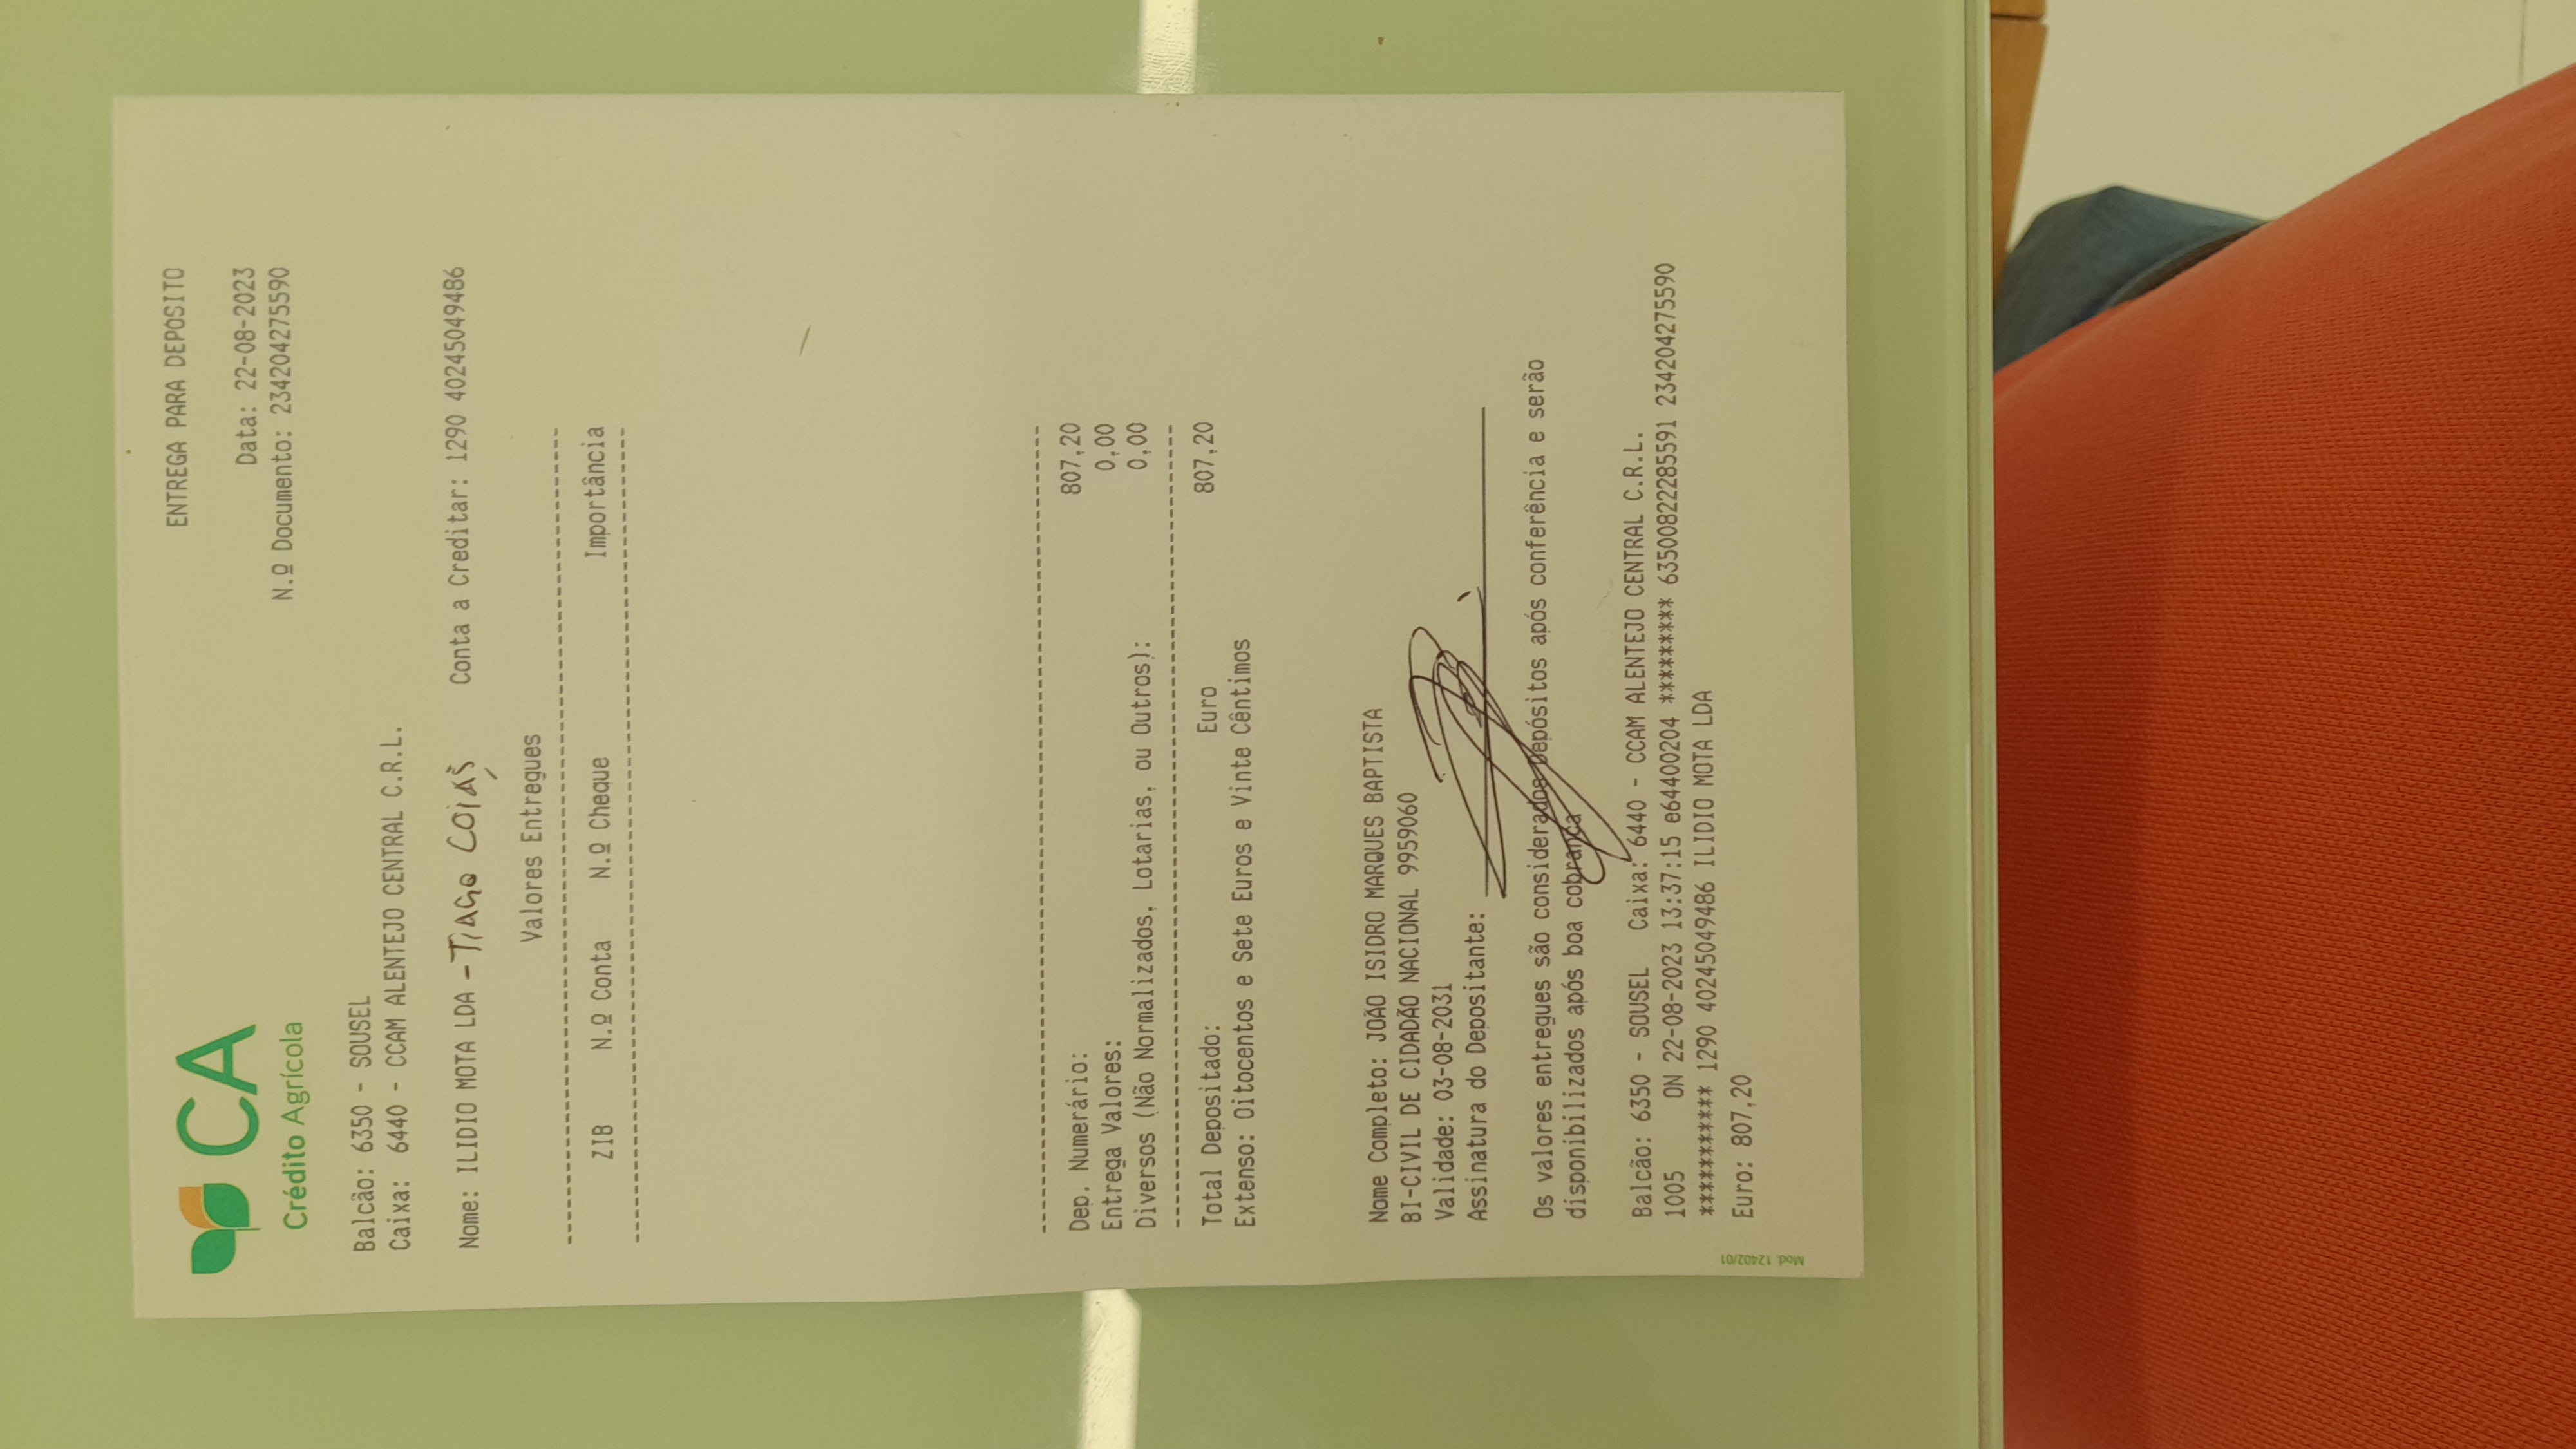 CA
Crédito Agrícola
ENTREGA PARA DEPÓSITO
Data: 22-08-2023
N.º Documento: 234204275590
Balcão: 6350 - SOUSEL
Caixa: 6440 - CCAM ALENTEJO CENTRAL C.R.L.
Nome: ILIDIO MOTA LDA - TIAGO COIAS Conta a Creditar: 1290 40245049486
Valores Entregues
ZIB N.º Conta N.º Cheque Importância
Dep. Numerário: 807,20
Entrega Valores: 0,00
Diversos (Não Normalizados, Lotarias, ou Outros): 0,00
Total Depositado: Euro 807,20
Extenso: Oitocentos e Sete Euros e Vinte Cêntimos
Nome Completo: JOÃO ISIDRO MARQUES BAPTISTA
BI-CIVIL DE CIDADÃO NACIONAL 9959060
Validade: 03-08-2031
Assinatura do Depositante:
Os valores entregues são considerados Depósitos após conferência e serão
disponibilizados após boa cobrança
Balcão: 6350 - SOUSEL Caixa: 6440 - CCAM ALENTEJO CENTRAL C.R.L.
1005 ON 22-08-2023 13:37:15 e64400204 ********* 635008222285591 234204275590
*********** 1290 40245049486 ILIDIO MOTA LDA
Euro: 807,20
Mod. 12402/01